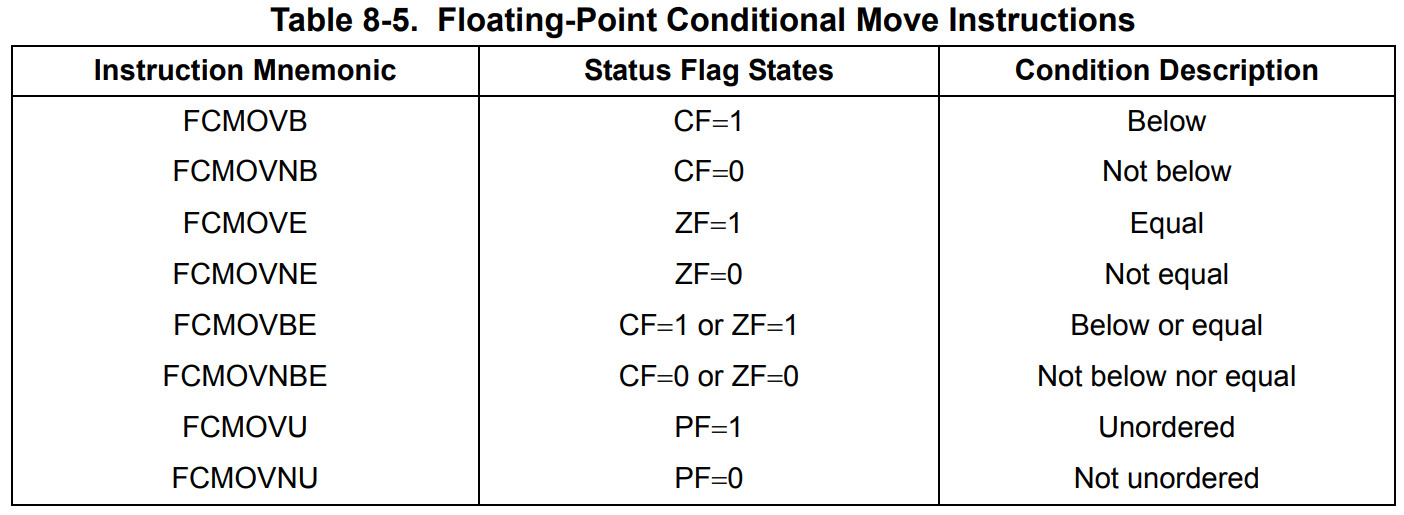 Table 8-5. Floating-Point Conditional Move Instructions
Instruction Mnemonic Status Flag States Condition Description
FCMOVB CF=1 Below
FCMOVNB CF=0 Not below
FCMOVE ZF=1 Equal
FCMOVNE ZF=0 Not equal
FCMOVBE CF=1 or ZF=1 Below or equal
FCMOVNBE CF=0 or ZF=0 Not below nor equal
FCMOVU PF=1 Unordered
FCMOVNU PF=0 Not unordered